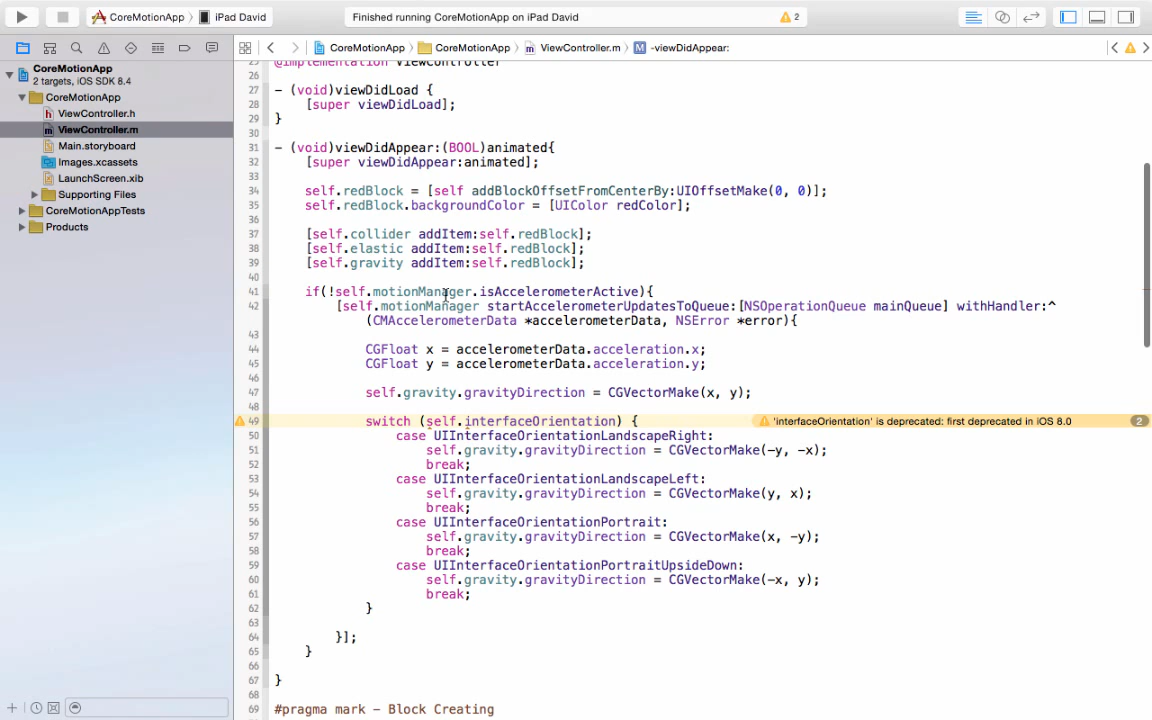 CoreMotionApp
iPad David
Finished running CoreMotionApp on iPad David
2
CoreMotionApp
CoreMotionApp
ViewController.m
M
-viewDidAppear:
CoreMotionApp
2 targets, iOS SDK 8.4
CoreMotionApp
h ViewController.h
m ViewController.m
Main.storyboard
Images.xcassets
LaunchScreen.xib
Supporting Files
CoreMotionAppTests
Products
25 @implementation ViewController
26
27 - (void)viewDidLoad {
28 [super viewDidLoad];
29 }
30
31 - (void)viewDidAppear:(BOOL)animated{
32 [super viewDidAppear:animated];
33
34 self.redBlock = [self addBlockOffsetFromCenterBy:UIOffsetMake(0, 0)];
35 self.redBlock.backgroundColor = [UIColor redColor];
36
37 [self.collider addItem:self.redBlock];
38 [self.elastic addItem:self.redBlock];
39 [self.gravity addItem:self.redBlock];
40
41 if(!self.motionManager.isAccelerometerActive){
42 [self.motionManager startAccelerometerUpdatesToQueue:[NSOperationQueue mainQueue] withHandler:^
(CMAccelerometerData *accelerometerData, NSError *error){
43
44 CGFloat x = accelerometerData.acceleration.x;
45 CGFloat y = accelerometerData.acceleration.y;
46
47 self.gravity.gravityDirection = CGVectorMake(x, y);
48
49 switch (self.interfaceOrientation) { 'interfaceOrientation' is deprecated: first deprecated in iOS 8.0 2
50 case UIInterfaceOrientationLandscapeRight:
51 self.gravity.gravityDirection = CGVectorMake(-y, -x);
52 break;
53 case UIInterfaceOrientationLandscapeLeft:
54 self.gravity.gravityDirection = CGVectorMake(y, x);
55 break;
56 case UIInterfaceOrientationPortrait:
57 self.gravity.gravityDirection = CGVectorMake(x, -y);
58 break;
59 case UIInterfaceOrientationPortraitUpsideDown:
60 self.gravity.gravityDirection = CGVectorMake(-x, y);
61 break;
62 }
63
64 }];
65 }
66
67 }
68
69 #pragma mark - Block Creating